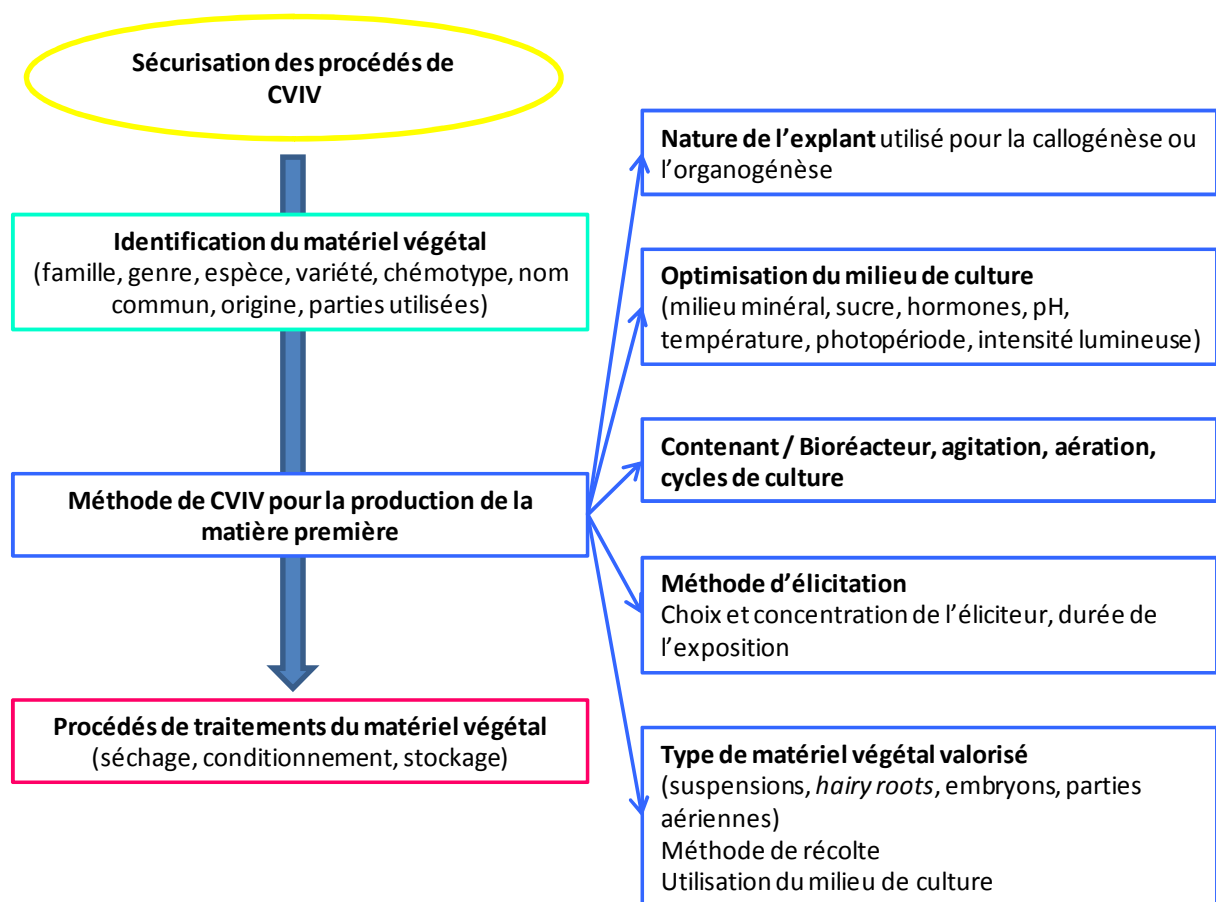 Sécurisation des procédés de
CVIV
Identification du matériel végétal
(famille, genre, espèce, variété, chémotype, nom
commun, origine, parties utilisées)
Méthode de CVIV pour la production de la
matière première
Procédés de traitements du matériel végétal
(séchage, conditionnement, stockage)
Nature de l’explant utilisé pour la callogénèse ou
l’organogénèse
Optimisation du milieu de culture
(milieu minéral, sucre, hormones, pH,
température, photopériode, intensité lumineuse)
Contenant / Bioréacteur, agitation, aération,
cycles de culture
Méthode d’élicitation
Choix et concentration de l’éliciteur, durée de
l’exposition
Type de matériel végétal valorisé
(suspensions, hairy roots, embryons, parties
aériennes)
Méthode de récolte
Utilisation du milieu de culture